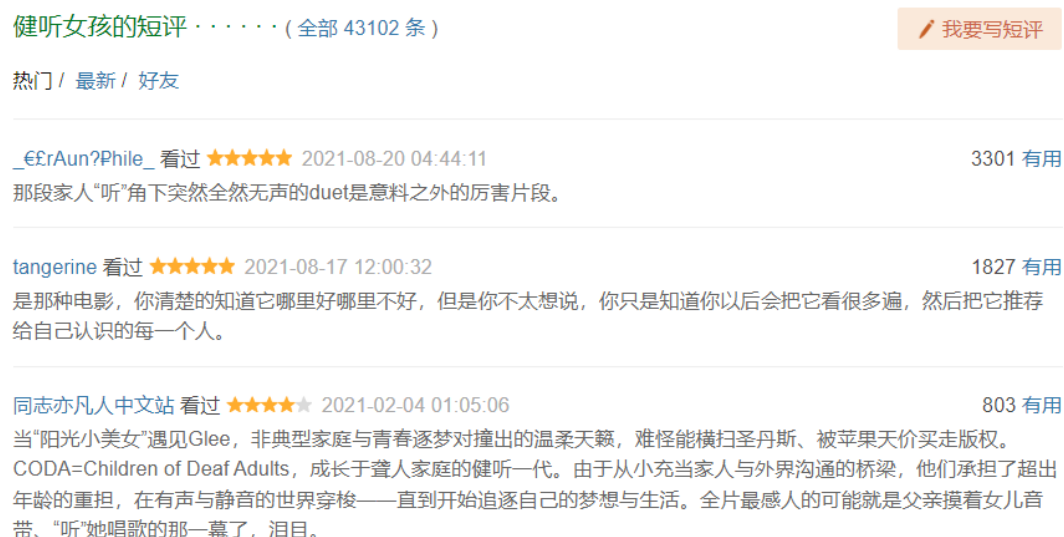 健听女孩的短评 · · · · · · ( 全部 43102 条 )
我要写短评
热门 / 最新 / 好友
_€£rAun?₽hile_ 看过 2021-08-20 04:44:11 3301 有用
那段家人“听”角下突然全然无声的duet是意料之外的厉害片段。
tangerine 看过 2021-08-17 12:00:32 1827 有用
是那种电影，你清楚的知道它哪里好哪里不好，但是你不太想说，你只是知道你以后会把它看很多遍，然后把它推荐
给自己认识的每一个人。
同志亦凡人中文站 看过 2021-02-04 01:05:06 803 有用
当“阳光小美女”遇见Glee，非典型家庭与青春逐梦对撞出的温柔天籁，难怪能横扫圣丹斯、被苹果天价买走版权。
CODA=Children of Deaf Adults，成长于聋人家庭的健听一代。由于从小充当家人与外界沟通的桥梁，他们承担了超出
年龄的重担，在有声与静音的世界穿梭——直到开始追逐自己的梦想与生活。全片最感人的可能就是父亲摸着女儿音
带、“听”她唱歌的那一幕了，泪目。